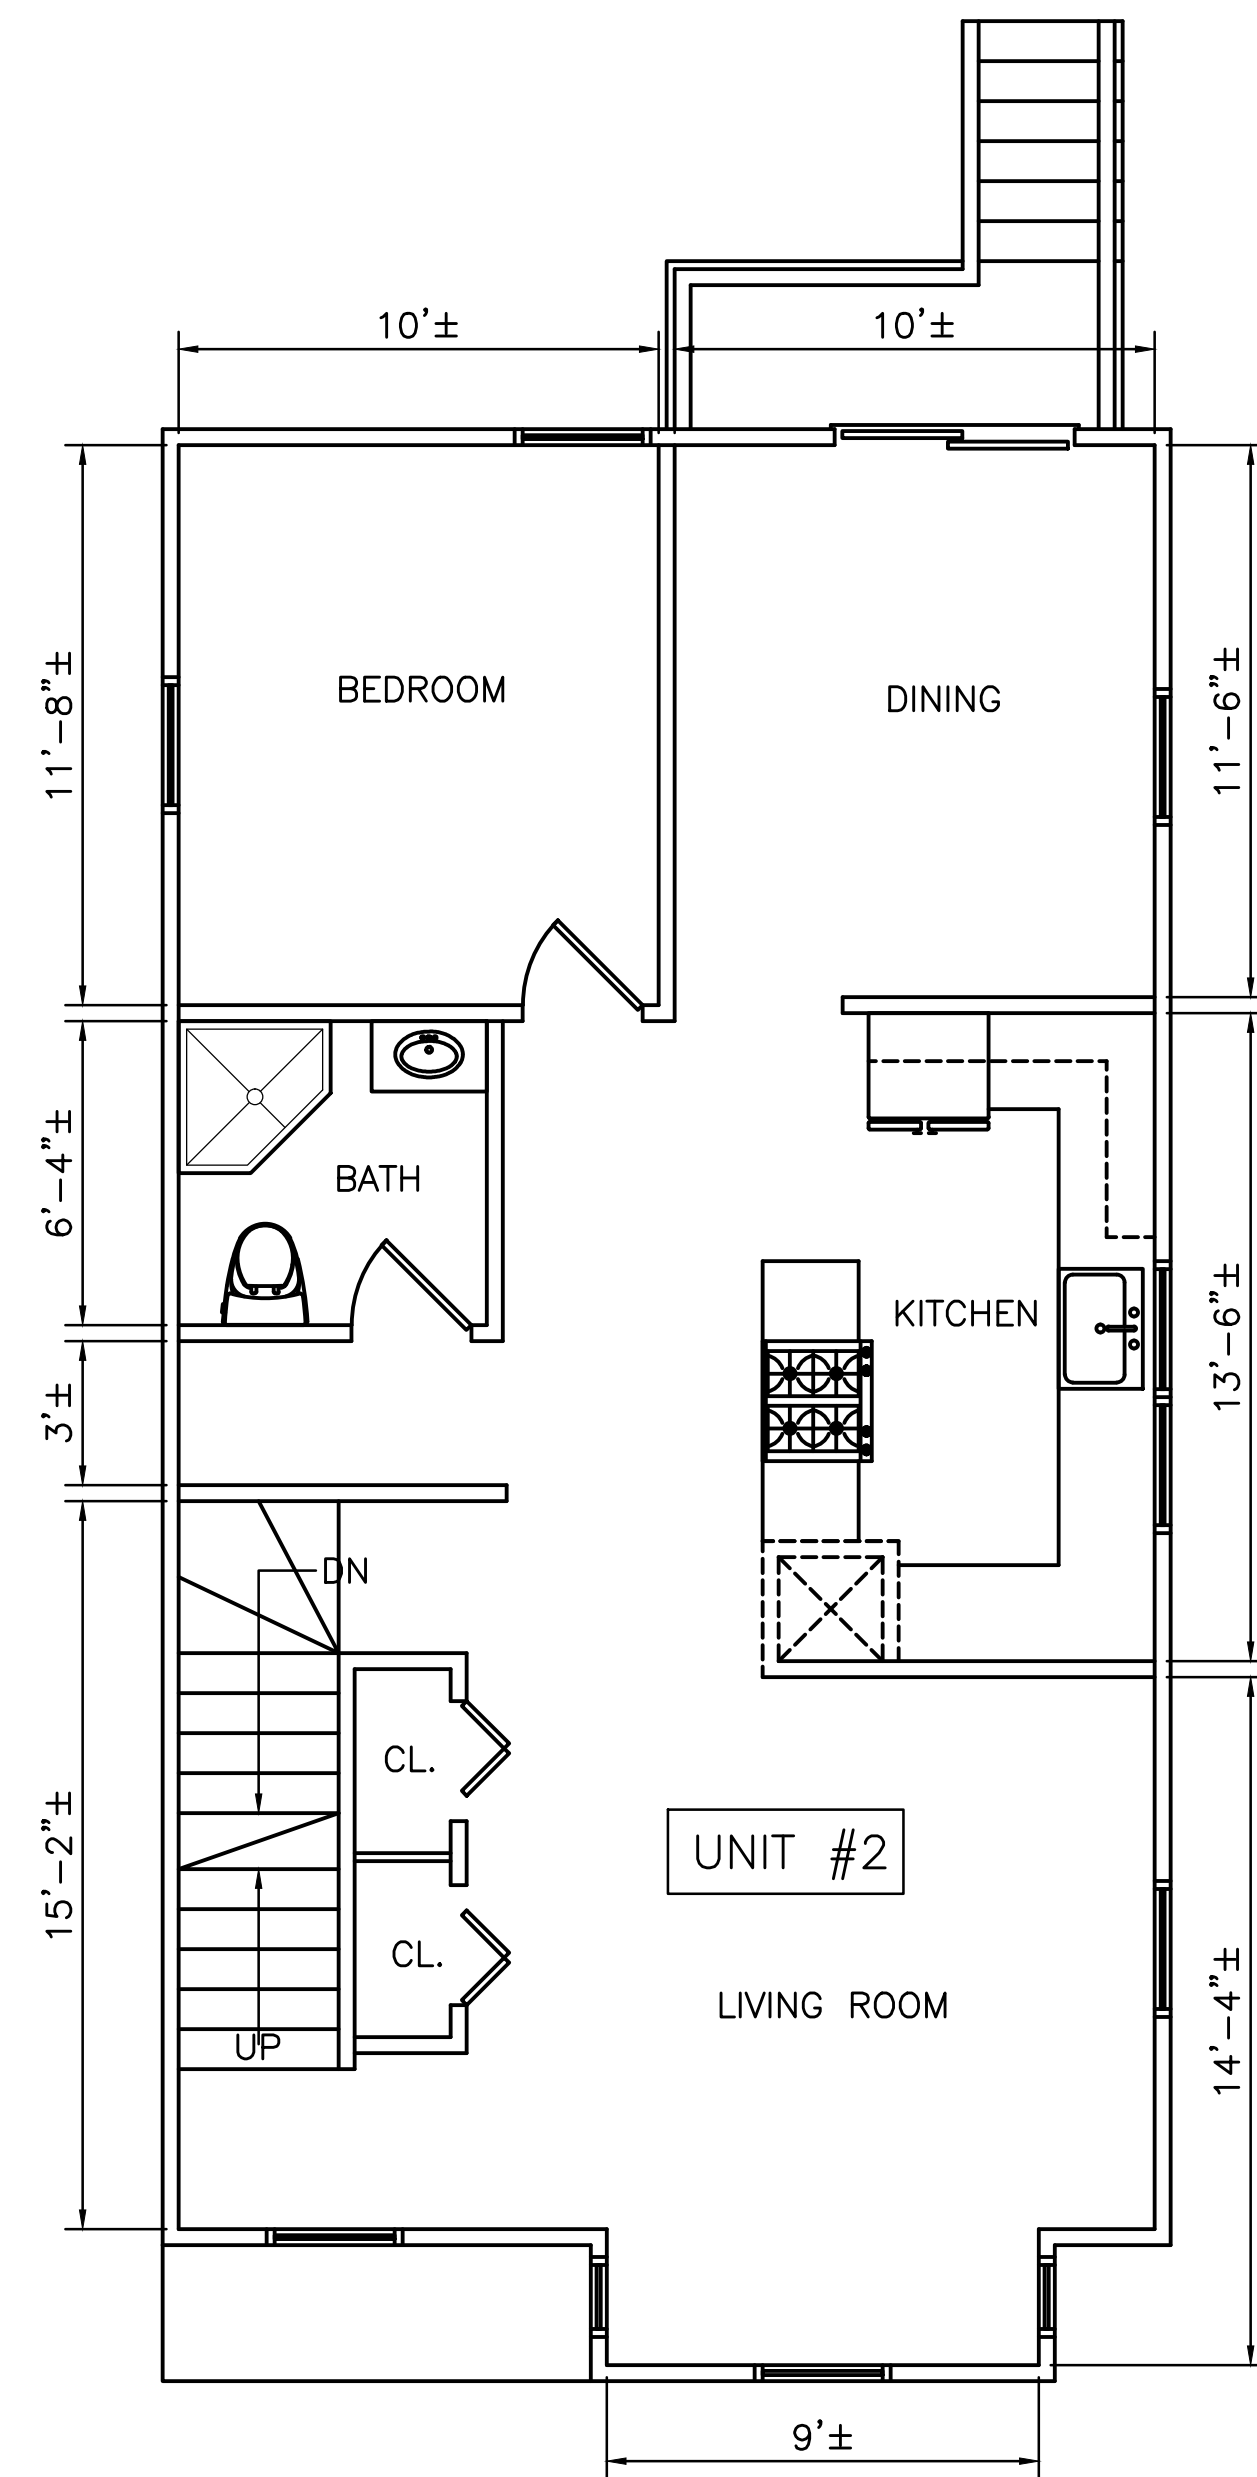 10'± 10'±
11'-8"±
BEDROOM
DINING
11'-6"±
6'-4"±
BATH
KITCHEN
13'-6"±
3'±
DN
15'-2"±
CL.
UNIT #2
CL.
LIVING ROOM
14'-4"±
UP
9'±